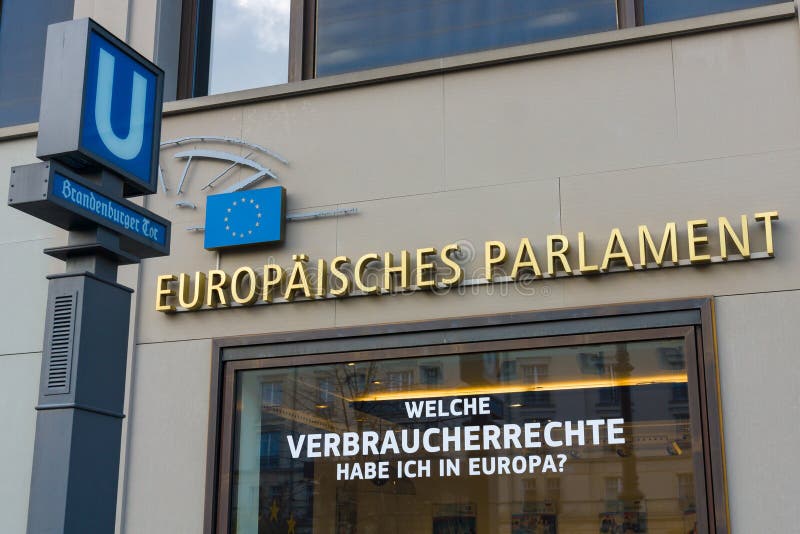 U
Brandenburger Tor
EUROPÄISCHES PARLAMENT
WELCHE
VERBRAUCHERRECHTE
HABE ICH IN EUROPA?